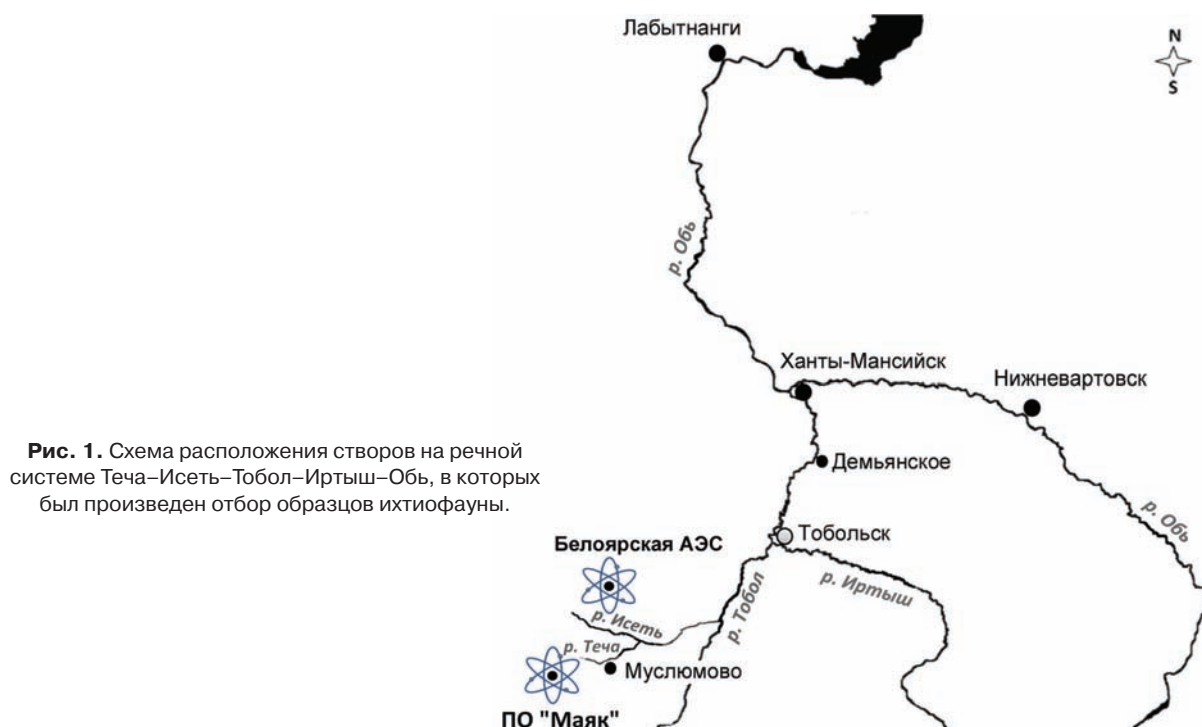 Лабытнанги
N
S
р. Обь
Ханты-Мансийск
Нижневартовск
Рис. 1. Схема расположения створов на речной
системе Теча–Исеть–Тобол–Иртыш–Обь, в которых
был произведен отбор образцов ихтиофауны.
Демьянское
р. Обь
Тобольск
Белоярская АЭС
р. Иртыш
р. Тобол
р. Исеть
р. Теча
Муслюмово
ПО "Маяк"